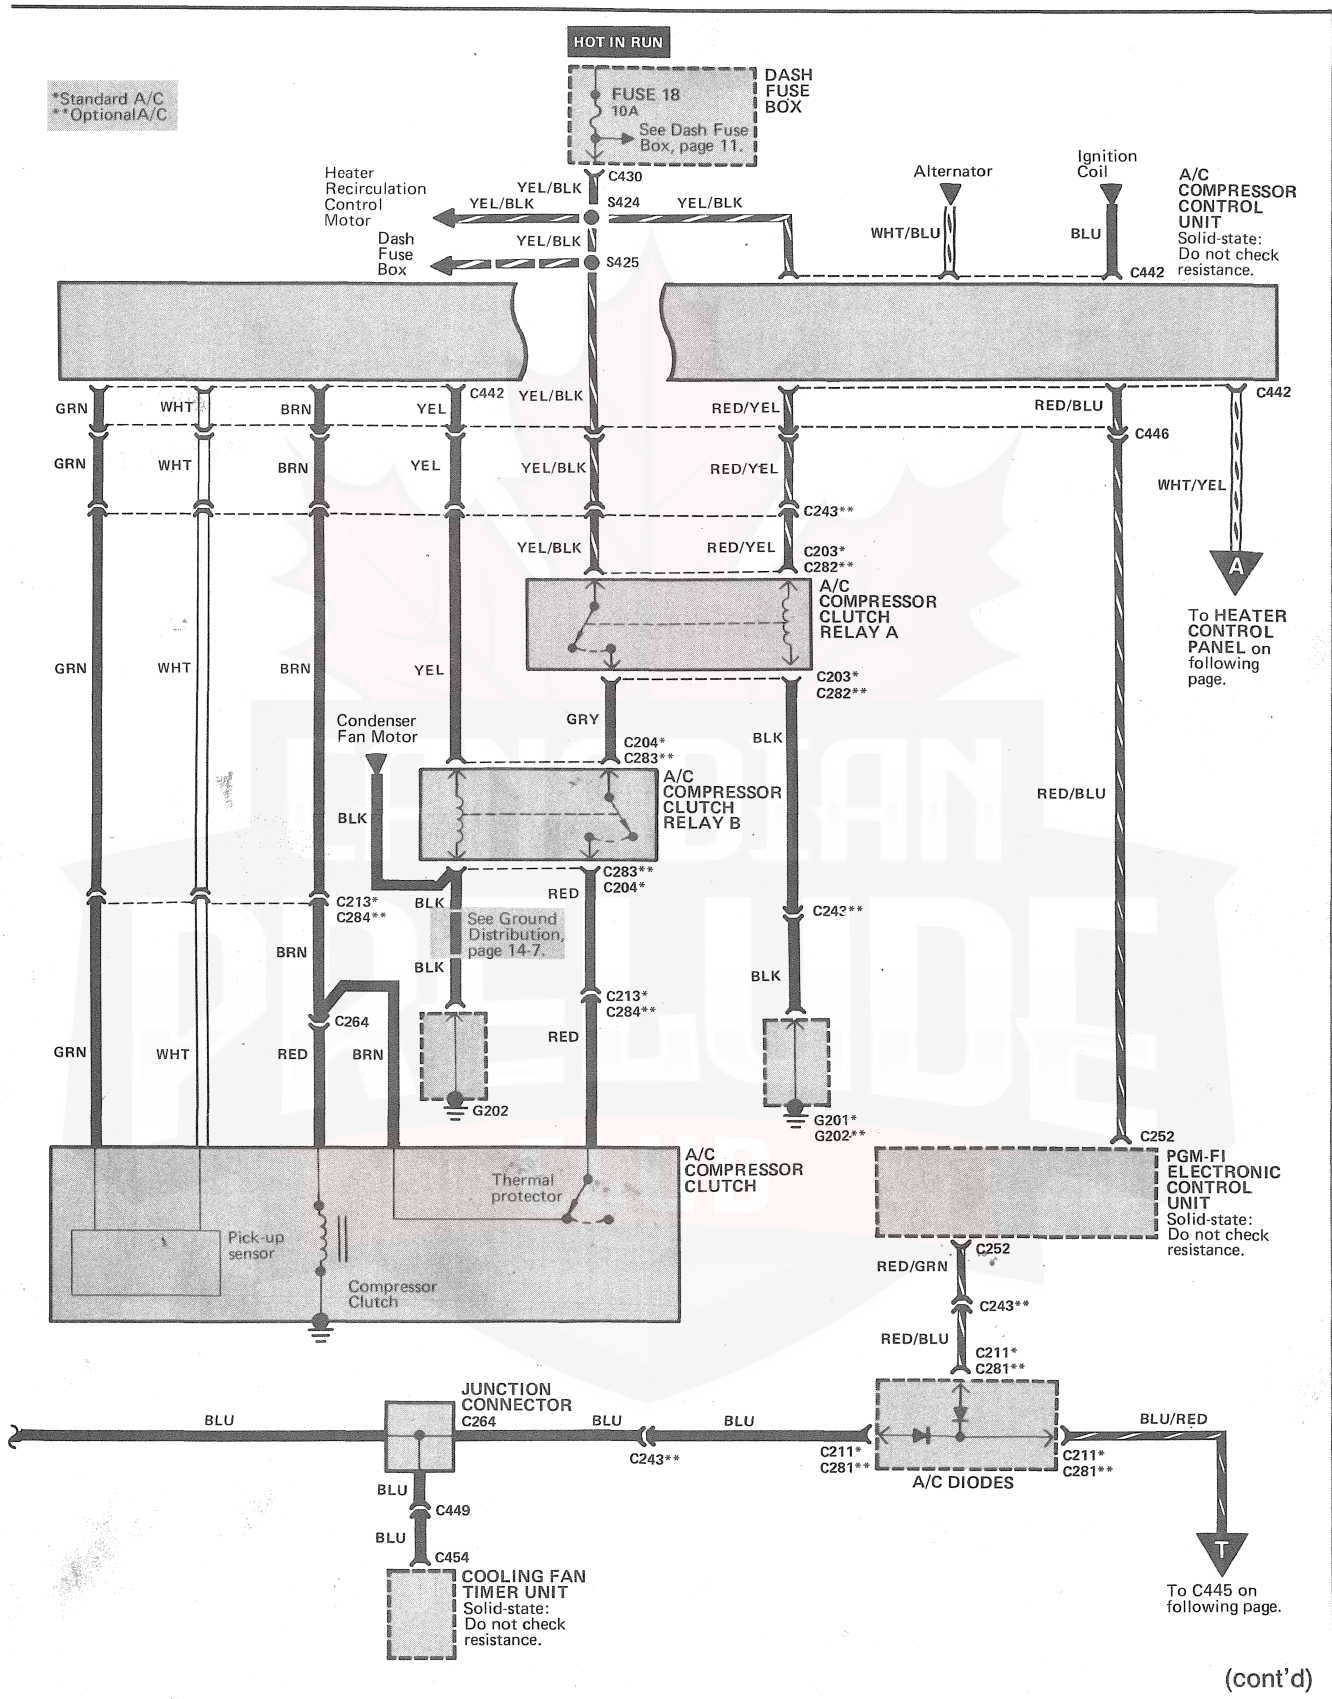 HOT IN RUN
*Standard A/C
**OptionalA/C
FUSE 18
10A
See Dash Fuse
Box, page 11.
DASH
FUSE
BOX
C430
YEL/BLK
Heater
Recirculation
Control
Motor
YEL/BLK
S424
YEL/BLK
Dash
Fuse
Box
YEL/BLK
S425
Alternator
WHT/BLU
Ignition
Coil
BLU
A/C
COMPRESSOR
CONTROL
UNIT
Solid-state:
Do not check
resistance.
C442
GRN
WHT
BRN
YEL
C442
YEL/BLK
RED/YEL
RED/BLU
C442
C446
GRN
WHT
BRN
YEL
YEL/BLK
RED/YEL
WHT/YEL
C243**
YEL/BLK
RED/YEL
C203*
C282**
A
A/C
COMPRESSOR
CLUTCH
RELAY A
To HEATER
CONTROL
PANEL on
following
page.
GRN
WHT
BRN
YEL
C203*
C282**
Condenser
Fan Motor
GRY
BLK
C204*
C283**
A/C
COMPRESSOR
CLUTCH
RELAY B
RED/BLU
BLK
CANADIAN
PRELUDE
CLUB
C283**
C204*
BLK
RED
C213*
C284**
See Ground
Distribution,
page 14-7.
C243**
BRN
BLK
BLK
C213*
C284**
C264
GRN
WHT
RED
BRN
RED
G202
G201*
G202**
C252
A/C
COMPRESSOR
CLUTCH
Thermal
protector
Pick-up
sensor
Compressor
Clutch
PGM-FI
ELECTRONIC
CONTROL
UNIT
Solid-state:
Do not check
resistance.
C252
RED/GRN
C243**
RED/BLU
C211*
C281**
JUNCTION
CONNECTOR
C264
BLU
BLU
BLU
C243**
C211*
C281**
A/C DIODES
C211*
C281**
BLU/RED
BLU
C449
BLU
C454
T
COOLING FAN
TIMER UNIT
Solid-state:
Do not check
resistance.
To C445 on
following page.
(cont'd)